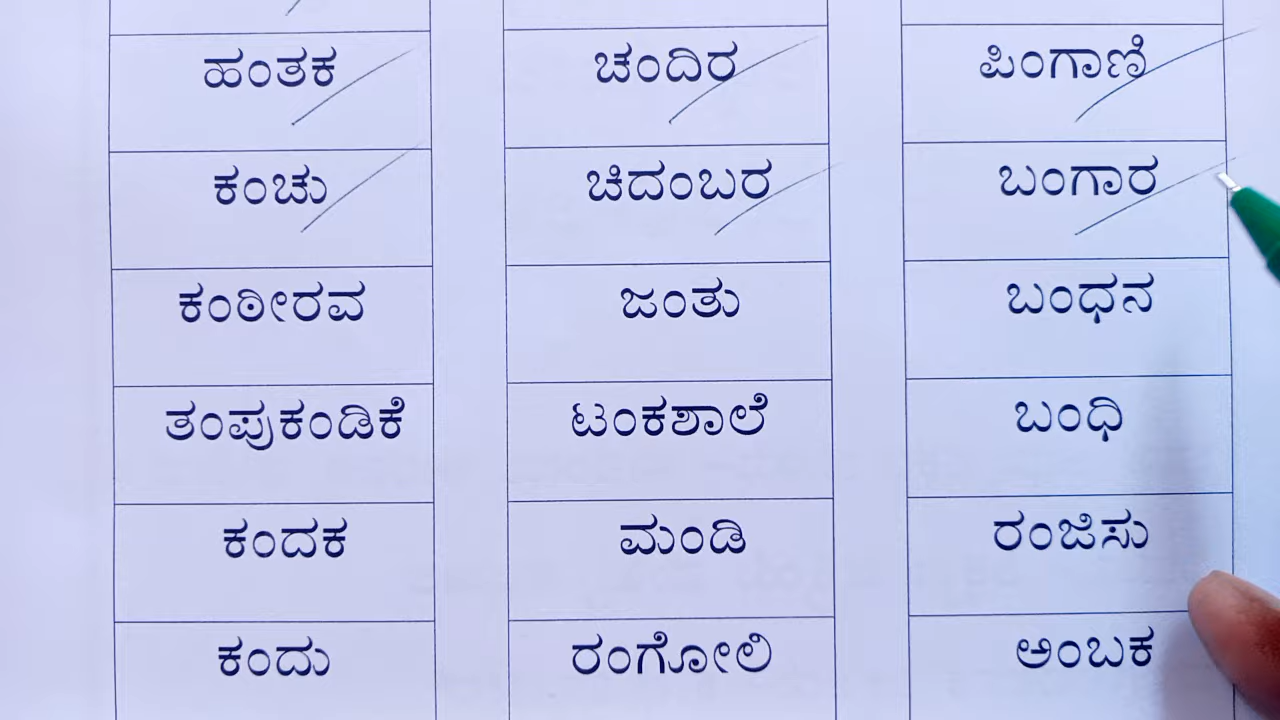 ಹಂತಕ ಚಂದಿರ ಪಿಂಗಾಣಿ
ಕಂಚು ಚಿದಂಬರ ಬಂಗಾರ
ಕಂಠೀರವ ಜಂತು ಬಂಧನ
ತಂಪುಕಂಡಿಕೆ ಟಂಕಶಾಲೆ ಬಂಧಿ
ಕಂದಕ ಮಂಡಿ ರಂಜಿಸು
ಕಂದು ರಂಗೋಲಿ ಅಂಬಕ